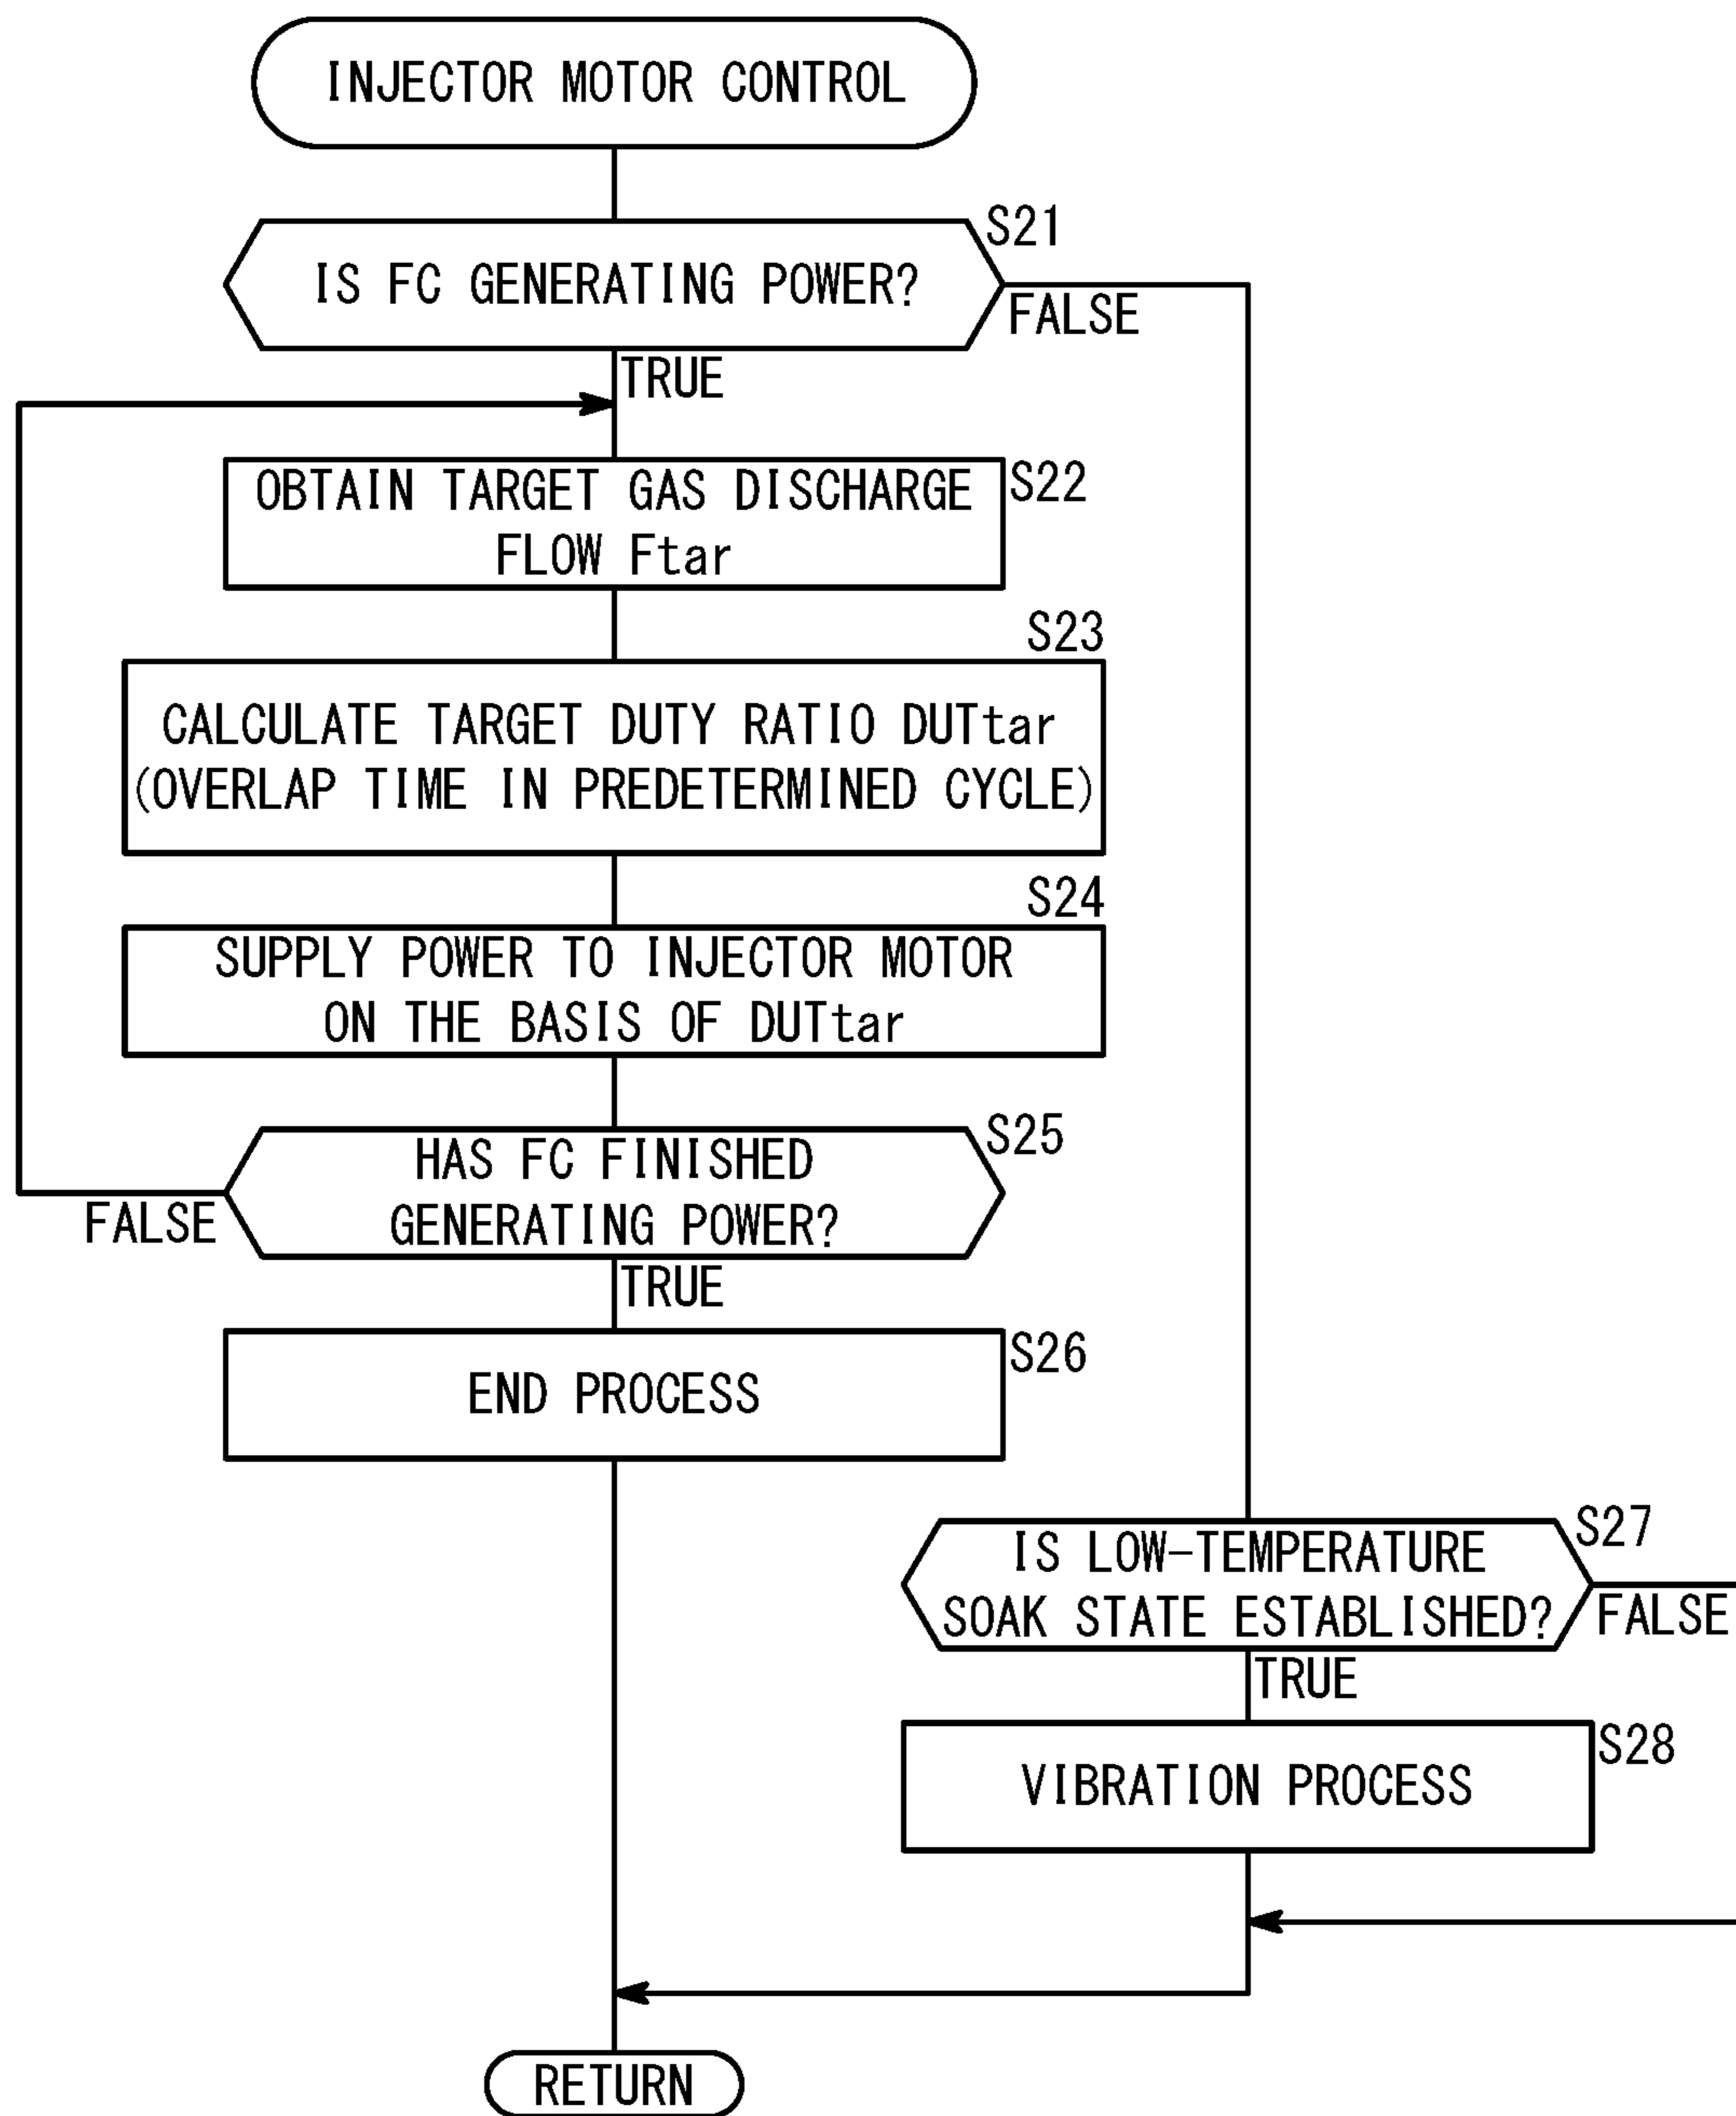 INJECTOR MOTOR CONTROL
S21
IS FC GENERATING POWER?
FALSE
TRUE
S22
OBTAIN TARGET GAS DISCHARGE
FLOW Ftar
S23
CALCULATE TARGET DUTY RATIO DUTtar
(OVERLAP TIME IN PREDETERMINED CYCLE)
S24
SUPPLY POWER TO INJECTOR MOTOR
ON THE BASIS OF DUTtar
S25
HAS FC FINISHED
GENERATING POWER?
FALSE
TRUE
S26
END PROCESS
S27
IS LOW-TEMPERATURE
SOAK STATE ESTABLISHED?
FALSE
TRUE
S28
VIBRATION PROCESS
RETURN